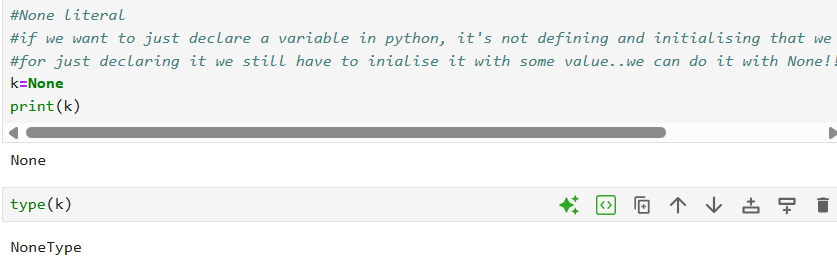 #None literal
#if we want to just declare a variable in python, it's not defining and initialising that we
#for just declaring it we still have to inialise it with some value..we can do it with None!!
k=None
print(k)
None
type(k)
NoneType